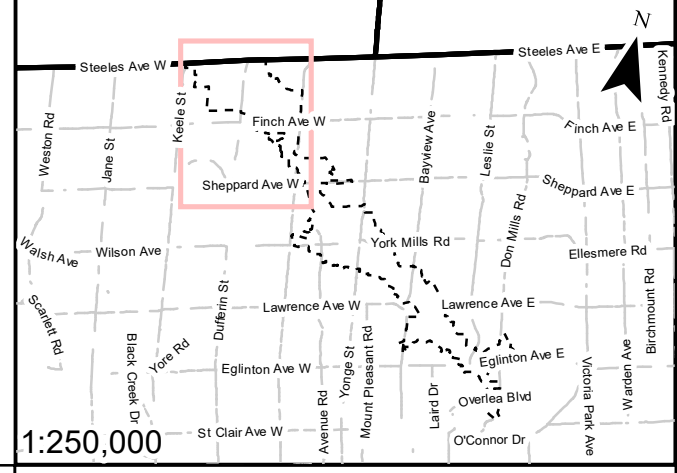 N
Steeles Ave W
Steeles Ave E
Kennedy Rd
Weston Rd
Jane St
Keele St
Finch Ave W
Bayview Ave
Leslie St
Finch Ave E
Sheppard Ave W
Sheppard Ave E
Don Mills Rd
Walsh Ave
Wilson Ave
York Mills Rd
Ellesmere Rd
Scarlett Rd
Dufferin St
Lawrence Ave W
Lawrence Ave E
Birchmount Rd
Black Creek Dr
Yore Rd
Eglinton Ave W
Yonge St
Mount Pleasant Rd
Eglinton Ave E
Victoria Park Ave
Warden Ave
Avenue Rd
Laird Dr
Overlea Blvd
St Clair Ave W
O'Connor Dr
1:250,000